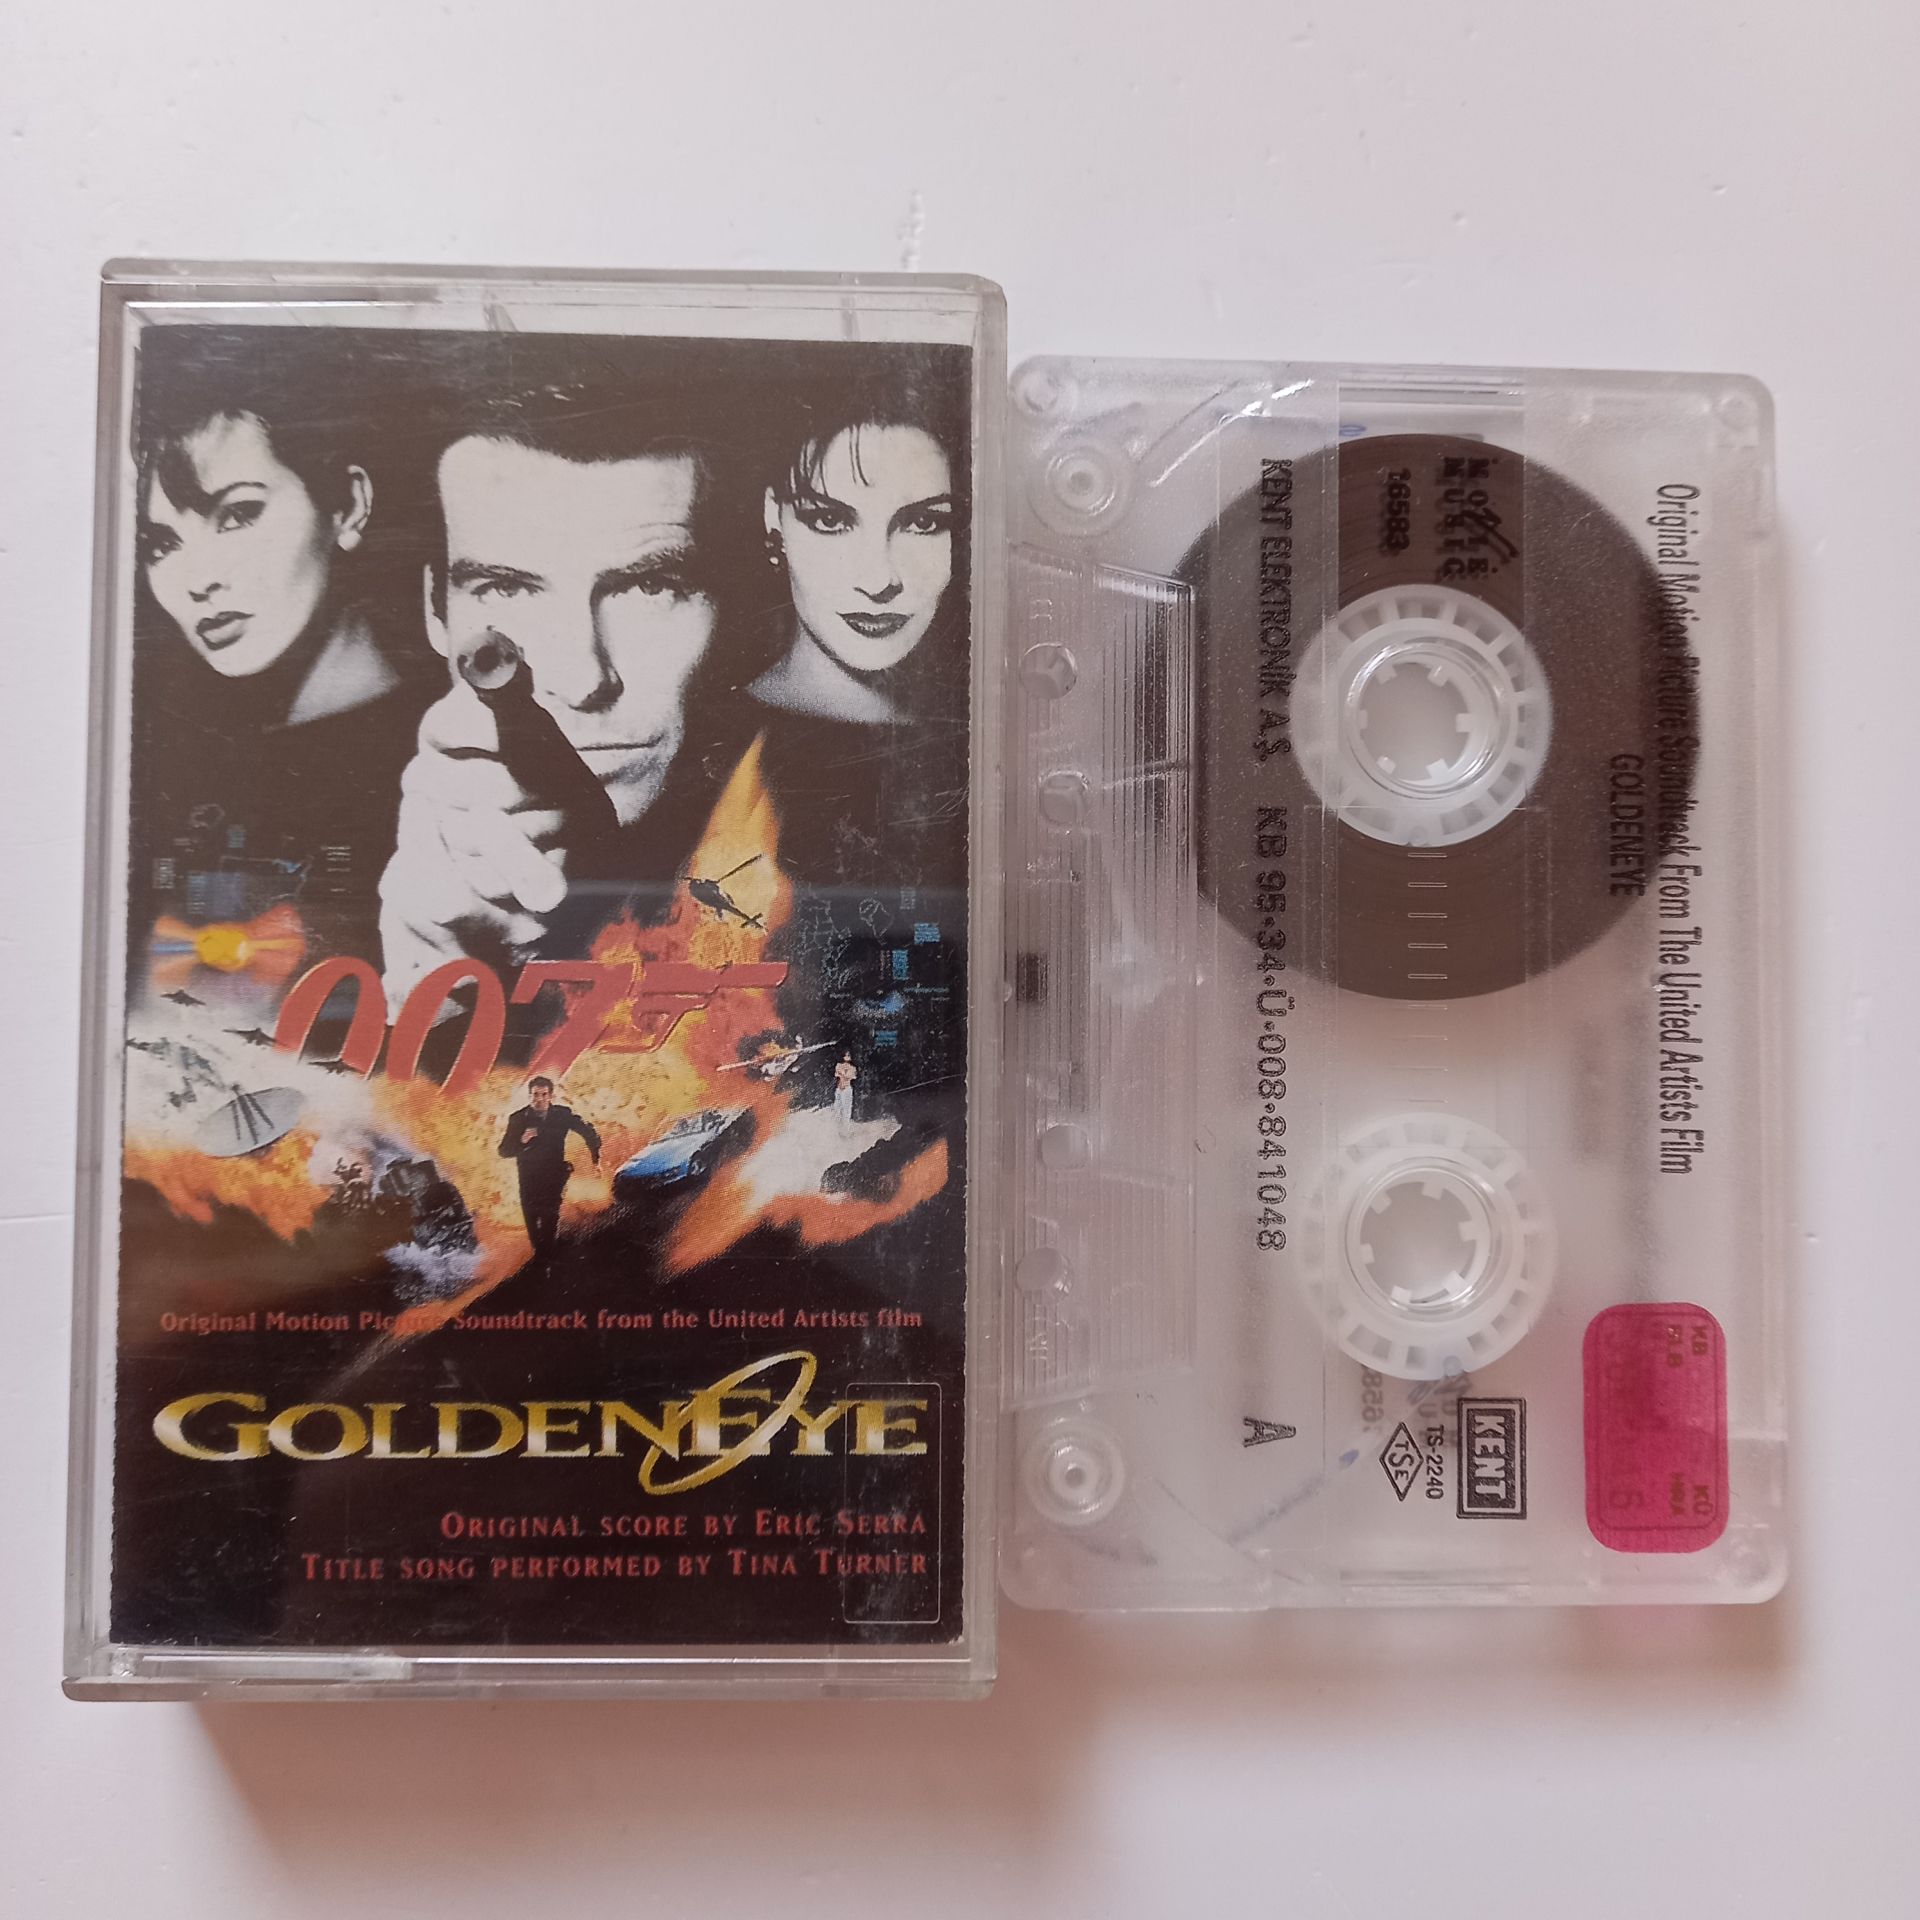 007
Original Motion Picture Soundtrack from the United Artists film
GOLDENEYE
ORIGINAL SCORE BY ERIC SERRA
TITLE SONG PERFORMED BY TINA TURNER
Original Motion Picture Soundtrack From The United Artists Film
GOLDENEYE
16583
KENT ELEKTRONİK A.Ş. KB 95.34.Ü.008.841048
A
KENT
TS-2240
TSE
KB